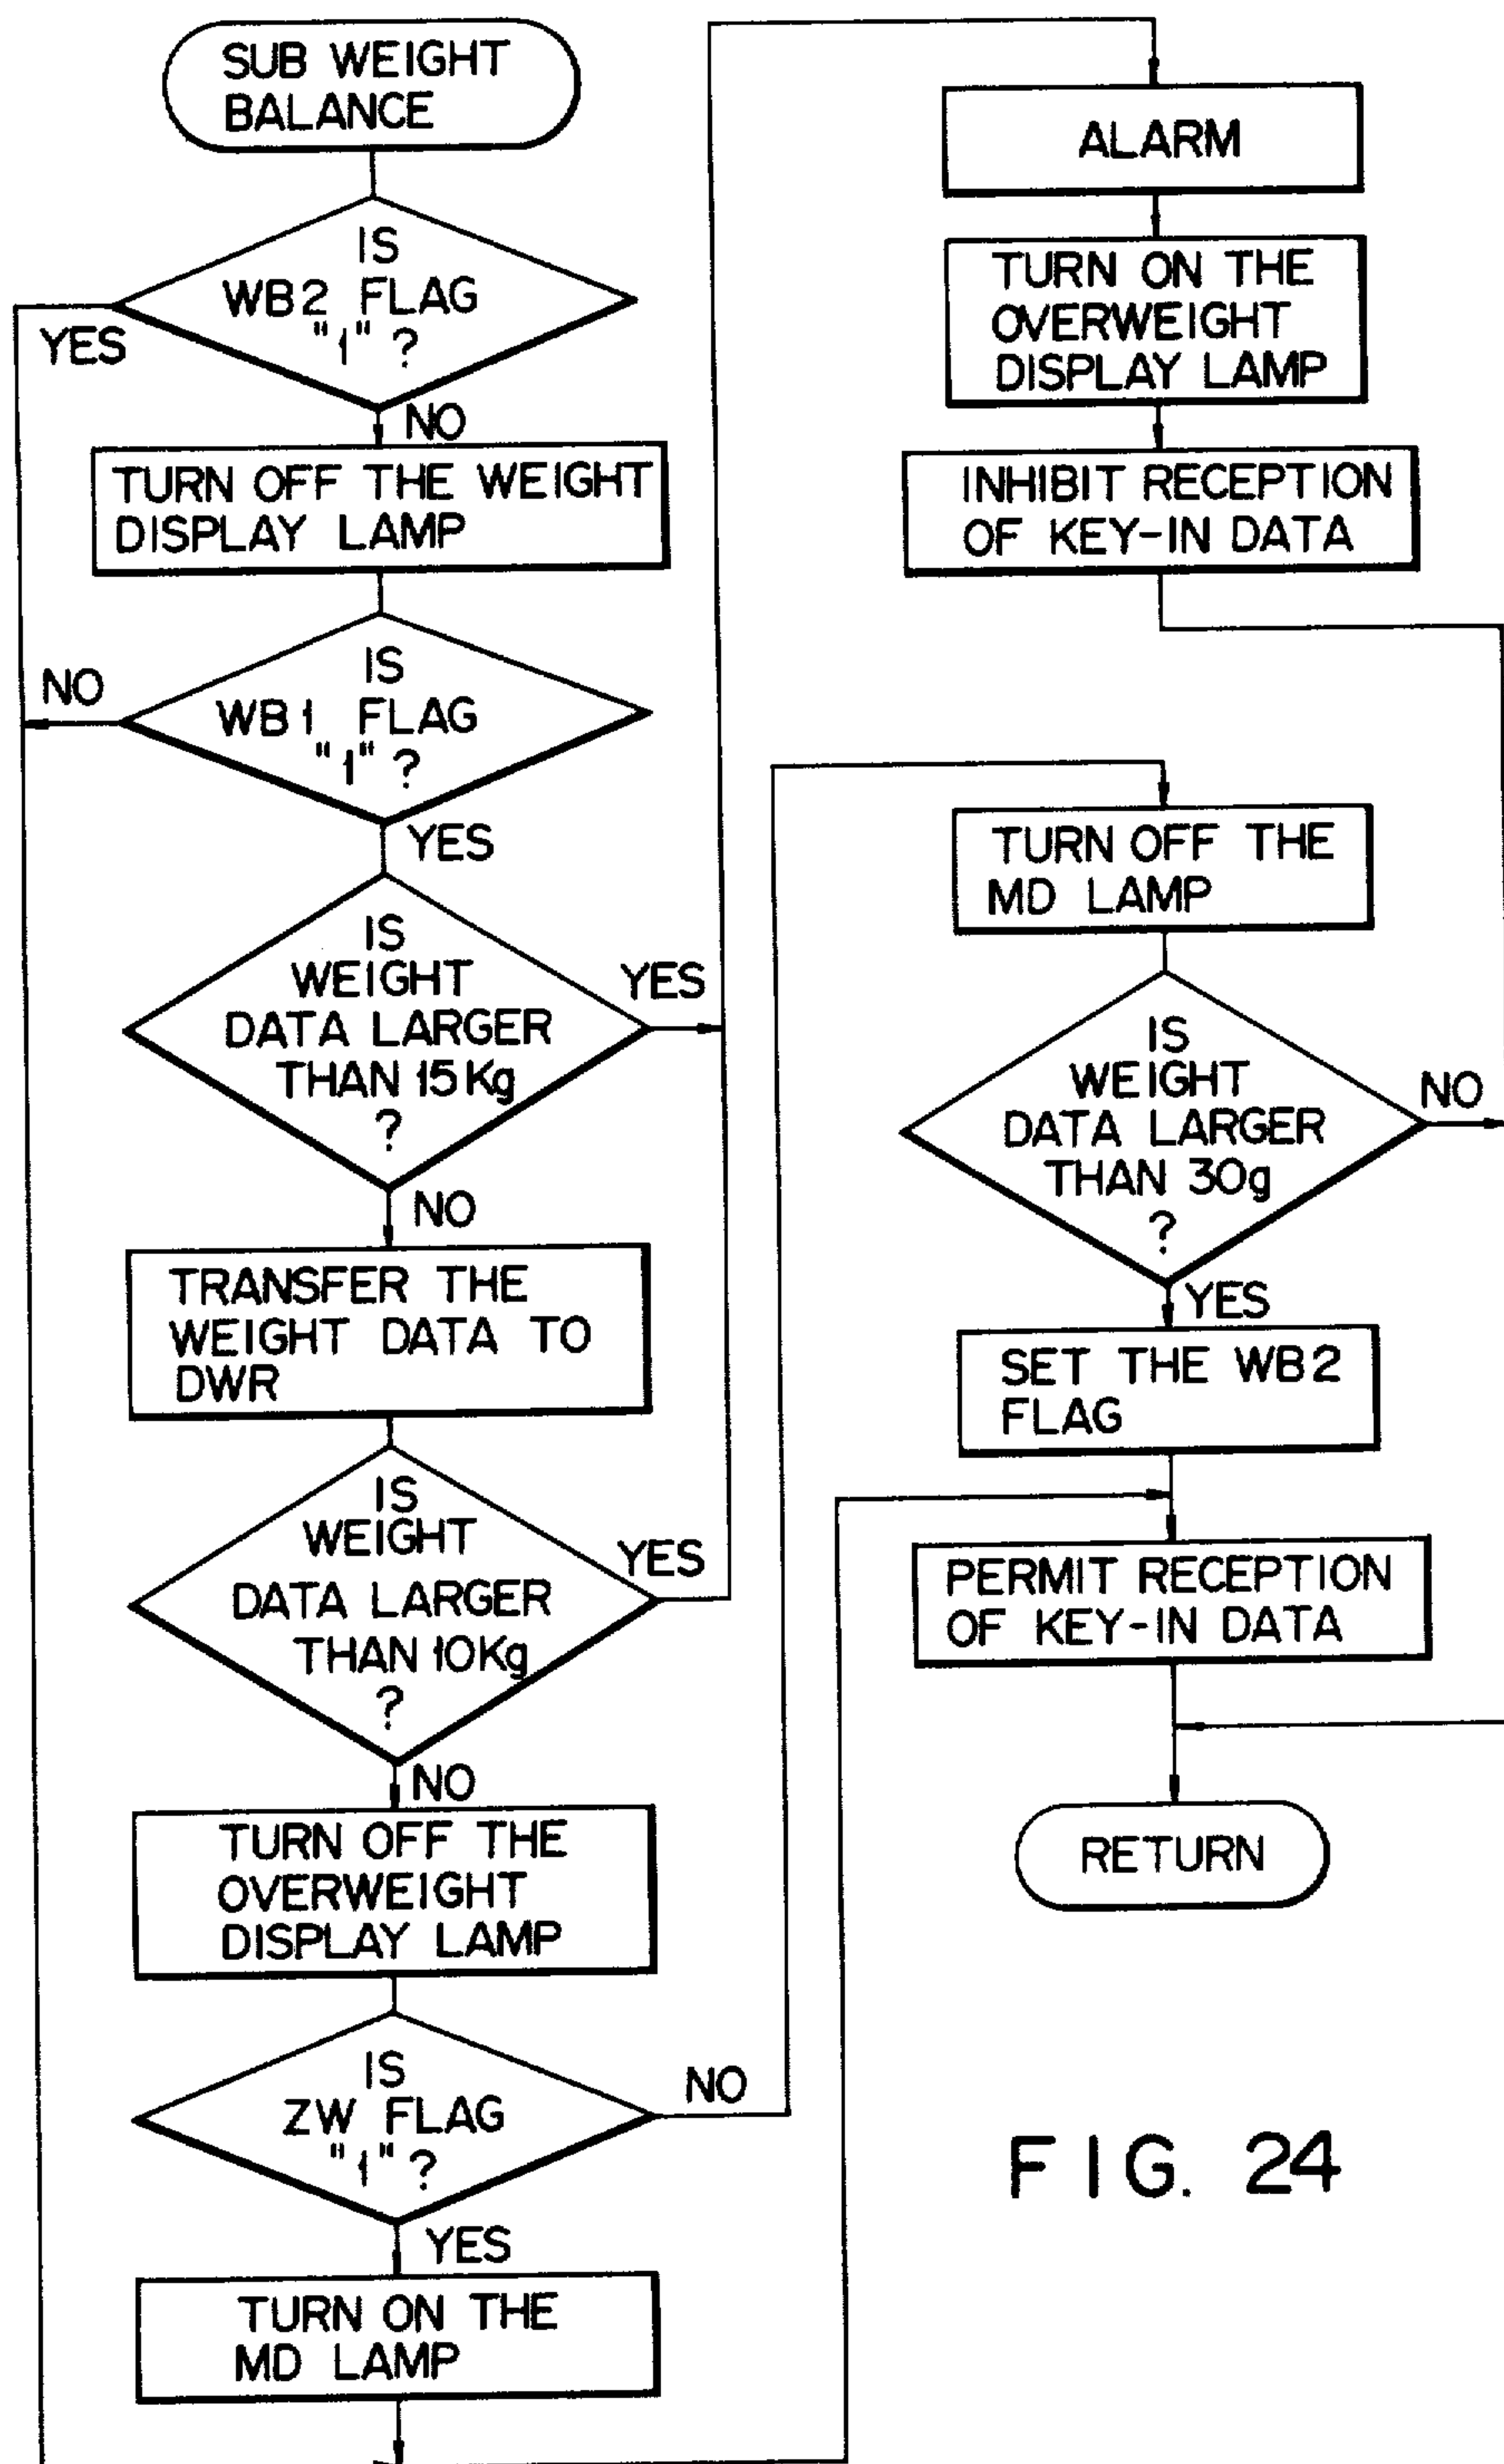 SUB WEIGHT
BALANCE
IS
WB2 FLAG
"1" ?
YES
NO
TURN OFF THE WEIGHT
DISPLAY LAMP
IS
WB1 FLAG
"1" ?
NO
YES
IS
WEIGHT
DATA LARGER
THAN 15Kg
?
YES
NO
TRANSFER THE
WEIGHT DATA TO
DWR
IS
WEIGHT
DATA LARGER
THAN 10Kg
?
YES
NO
TURN OFF THE
OVERWEIGHT
DISPLAY LAMP
IS
ZW FLAG
"1" ?
NO
YES
TURN ON THE
MD LAMP
ALARM
TURN ON THE
OVERWEIGHT
DISPLAY LAMP
INHIBIT RECEPTION
OF KEY-IN DATA
TURN OFF THE
MD LAMP
IS
WEIGHT
DATA LARGER
THAN 30g
?
NO
YES
SET THE WB2
FLAG
PERMIT RECEPTION
OF KEY-IN DATA
RETURN
FIG. 24